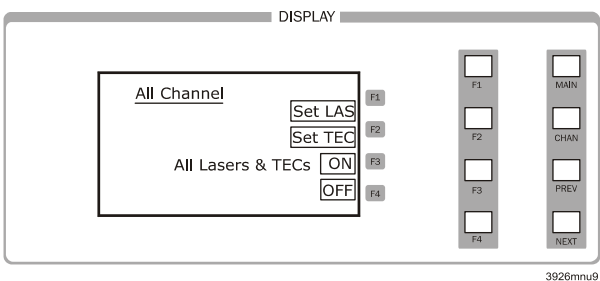 DISPLAY
All Channel
Set LAS
Set TEC
All Lasers & TECs ON
OFF
F1
F2
F3
F4
F1
F2
F3
F4
MAIN
CHAN
PREV
NEXT
3926mnu9